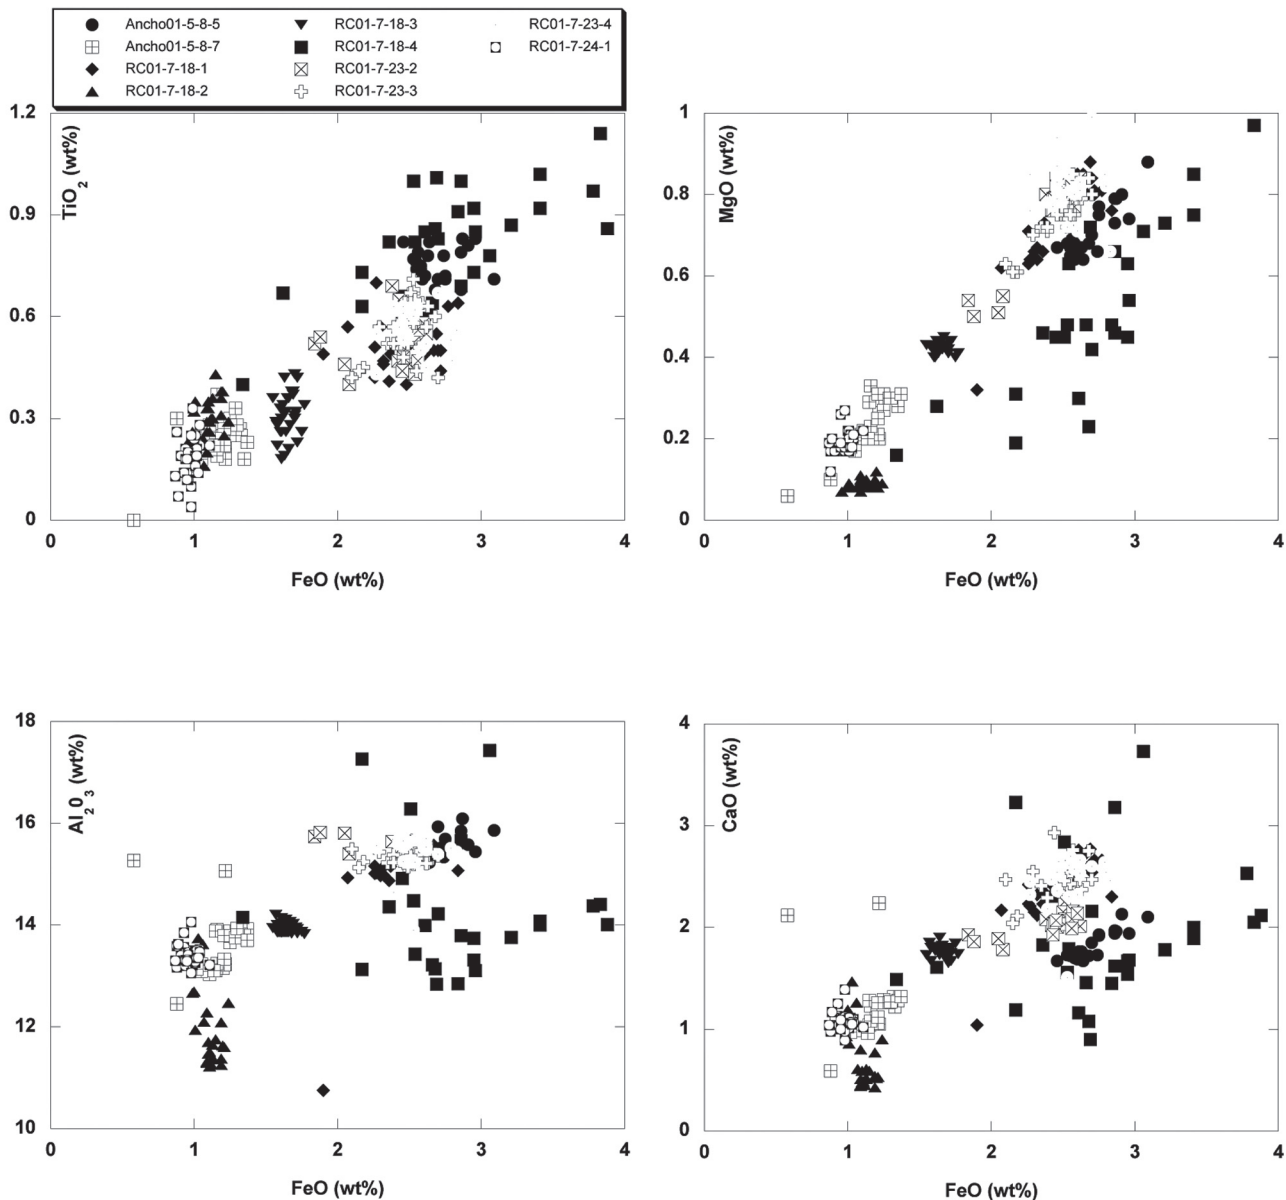 Ancho01-5-8-5
Ancho01-5-8-7
RC01-7-18-1
RC01-7-18-2
RC01-7-18-3
RC01-7-18-4
RC01-7-23-2
RC01-7-23-3
RC01-7-23-4
RC01-7-24-1
TiO2 (wt%)
1.2
0.9
0.6
0.3
0
0 1 2 3 4
FeO (wt%)
MgO (wt%)
1
0.8
0.6
0.4
0.2
0
0 1 2 3 4
FeO (wt%)
Al203 (wt%)
18
16
14
12
10
0 1 2 3 4
FeO (wt%)
CaO (wt%)
4
3
2
1
0
0 1 2 3 4
FeO (wt%)